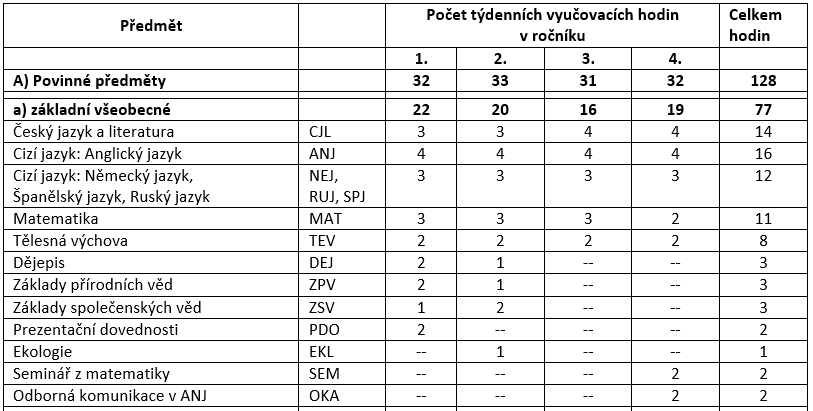 Předmět Počet týdenních vyučovacích hodin v ročníku Celkem hodin
1. 2. 3. 4.
A) Povinné předměty 32 33 31 32 128
a) základní všeobecné 22 20 16 19 77
Český jazyk a literatura CJL 3 3 4 4 14
Cizí jazyk: Anglický jazyk ANJ 4 4 4 4 16
Cizí jazyk: Německý jazyk, NEJ, 3 3 3 3 12
Španělský jazyk, Ruský jazyk RUJ, SPJ
Matematika MAT 3 3 3 2 11
Tělesná výchova TEV 2 2 2 2 8
Dějepis DEJ 2 1 -- -- 3
Základy přírodních věd ZPV 2 1 -- -- 3
Základy společenských věd ZSV 1 2 -- -- 3
Prezentační dovednosti PDO 2 -- -- -- 2
Ekologie EKL -- 1 -- -- 1
Seminář z matematiky SEM -- -- -- 2 2
Odborná komunikace v ANJ OKA -- -- -- 2 2